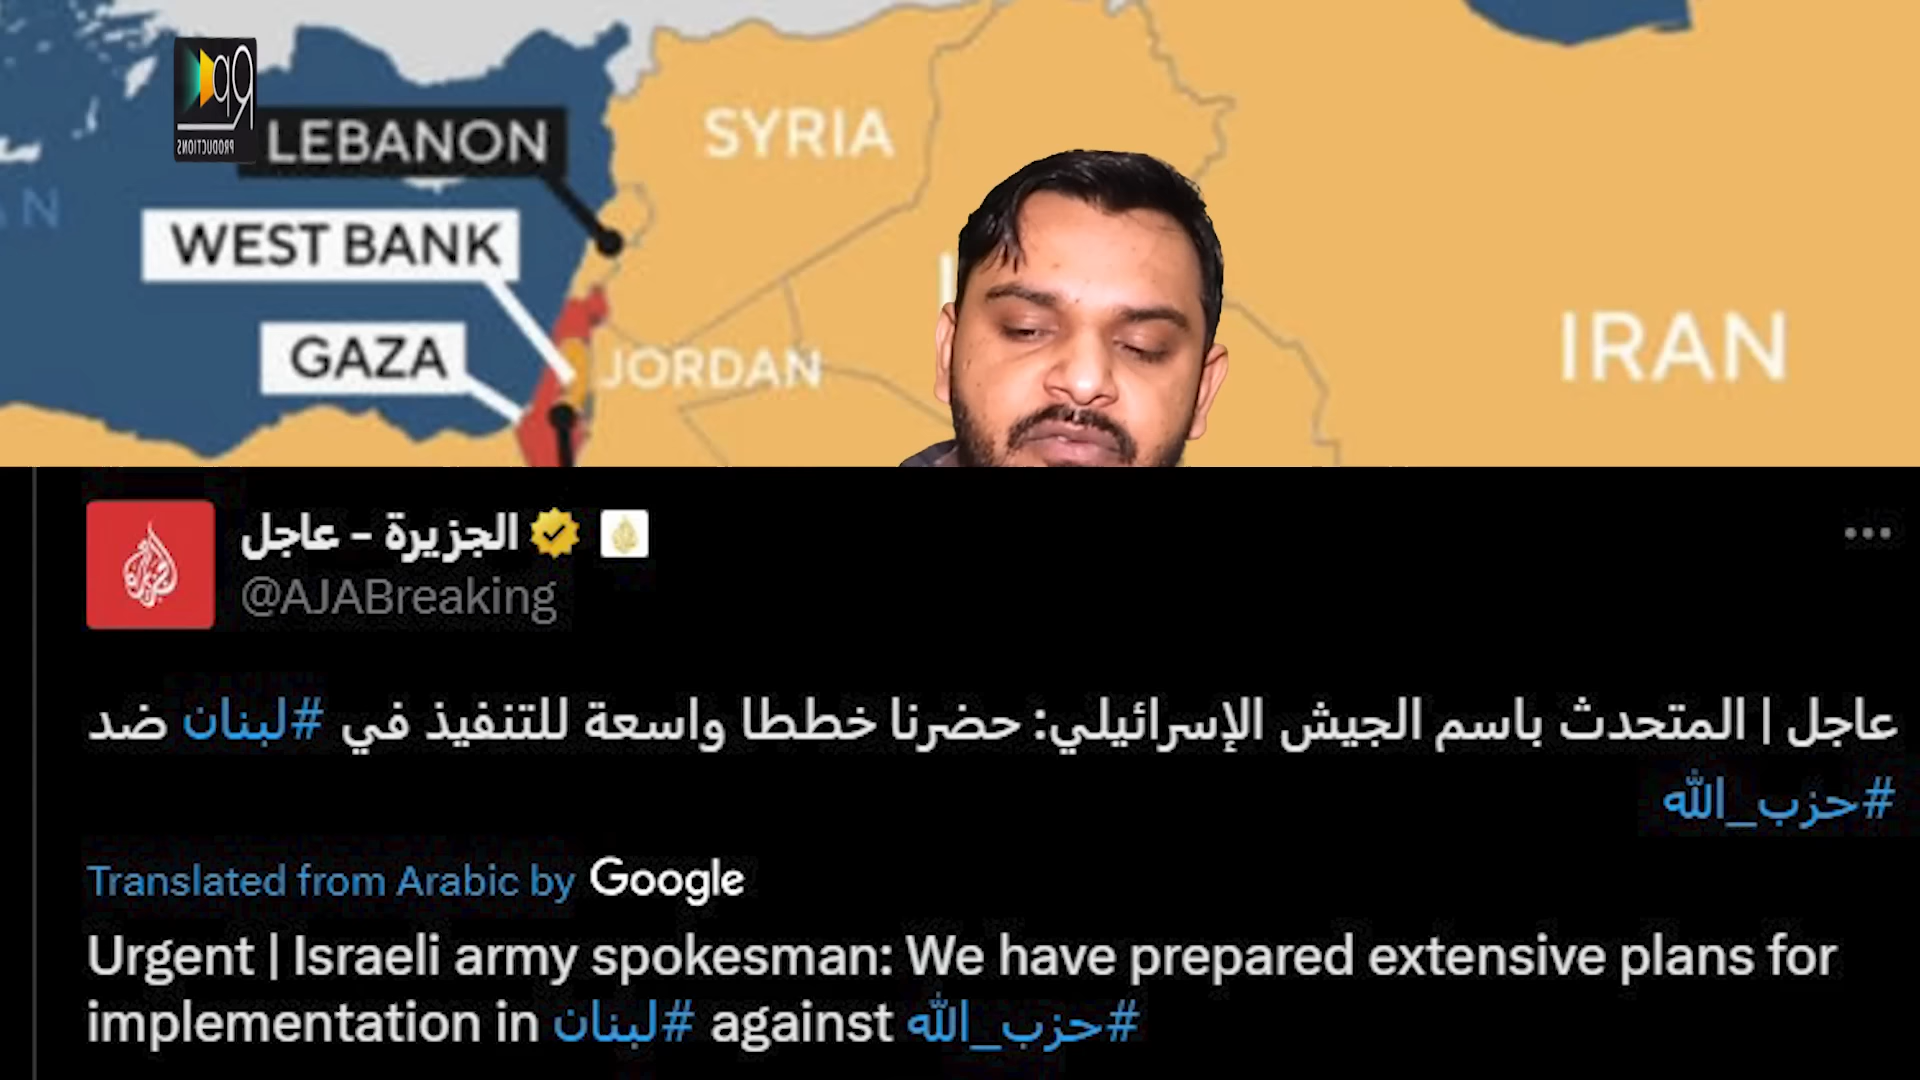 LEBANON
SYRIA
WEST BANK
GAZA
JORDAN
IRAN
PRODUCTIONS
الجزيرة - عاجل
@AJABreaking
عاجل | المتحدث باسم الجيش الإسرائيلي: حضرنا خططا واسعة للتنفيذ في #لبنان ضد
#حزب_الله
Translated from Arabic by Google
Urgent | Israeli army spokesman: We have prepared extensive plans for
implementation in #لبنان against #حزب_الله